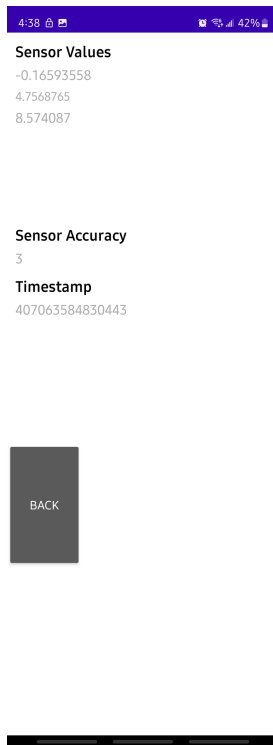 4:38 42%
Sensor Values
-0.16593558
4.7568765
8.574087
Sensor Accuracy
3
Timestamp
407063584830443
BACK